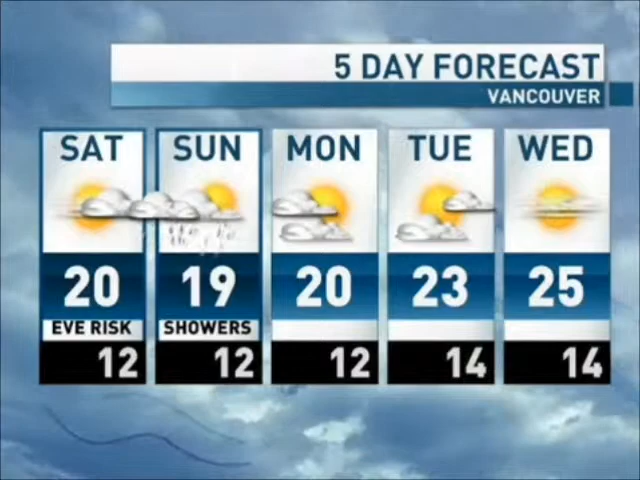 5 DAY FORECAST
VANCOUVER
SAT SUN MON TUE WED
20 19 20 23 25
EVE RISK SHOWERS
12 12 12 14 14